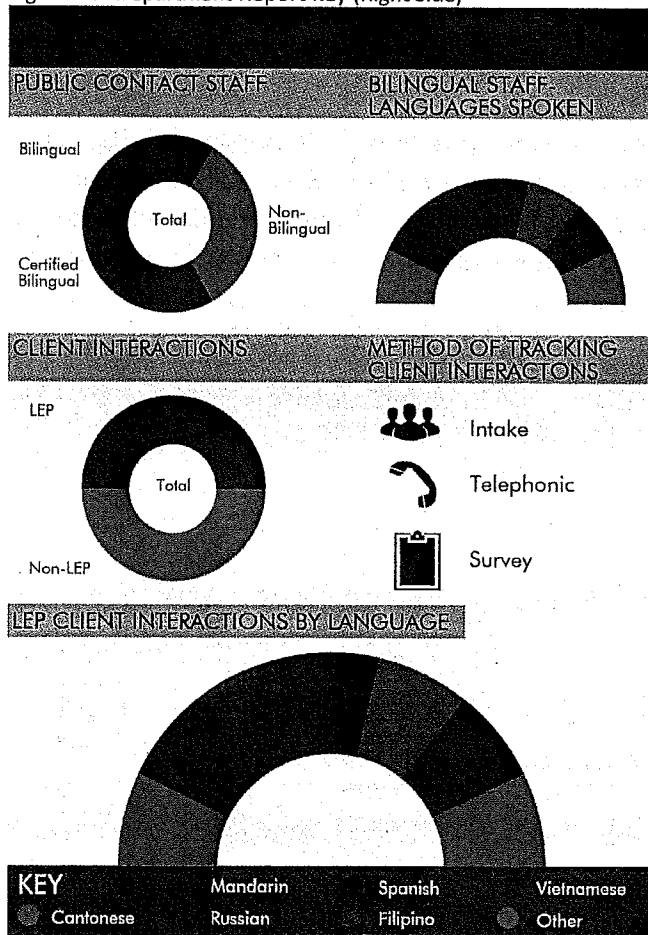 PUBLIC CONTACT STAFF
BILINGUAL STAFF-
LANGUAGES SPOKEN
Bilingual
Total
Non-
Bilingual
Certified
Bilingual
CLIENT INTERACTIONS
METHOD OF TRACKING
CLIENT INTERACTONS
LEP
Total
Non-LEP
Intake
Telephonic
Survey
LEP CLIENT INTERACTIONS BY LANGUAGE
KEY
Mandarin
Spanish
Vietnamese
Cantonese
Russian
Filipino
Other